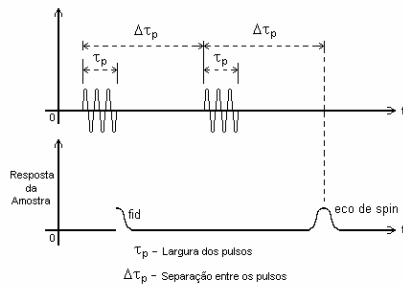 Δτp Δτp
τp τp
0 t
Resposta
da
Amostra
fid eco de spin
0 t
τp - Largura dos pulsos
Δτp - Separação entre os pulsos